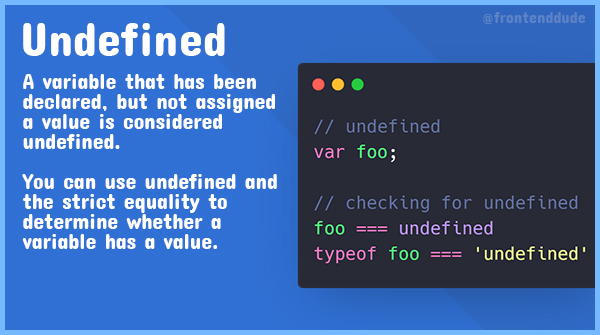 @frontenddude
Undefined
A variable that has been
declared, but not assigned
a value is considered
undefined.
You can use undefined and
the strict equality to
determine whether a
variable has a value.
// undefined
var foo;
// checking for undefined
foo === undefined
typeof foo === 'undefined'